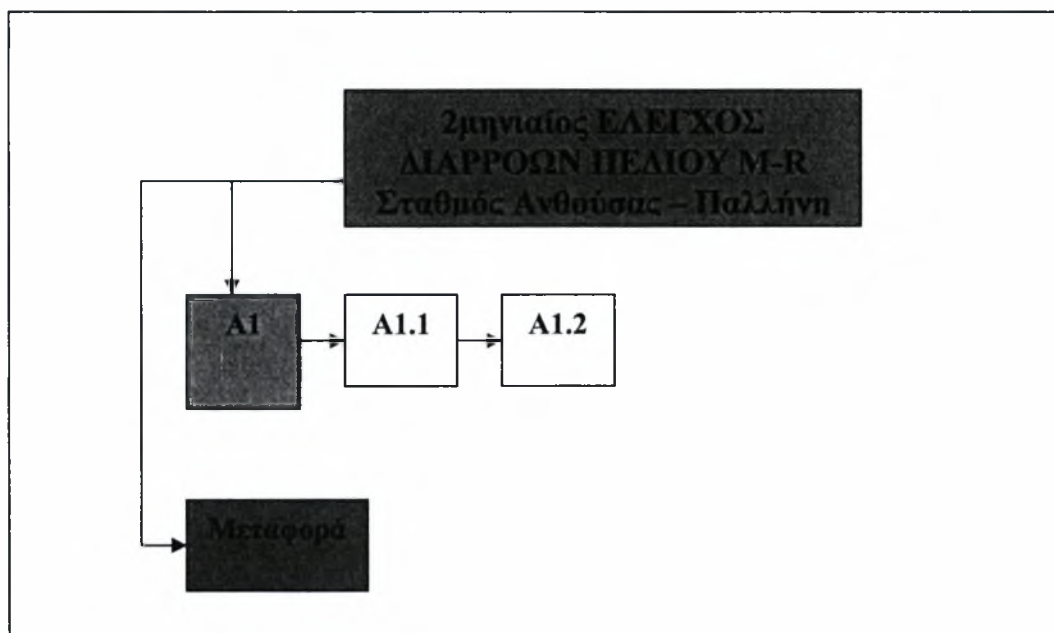 2μηνιαίος ΕΛΕΓΧΟΣ
ΔΙΑΡΡΟΩΝ ΠΕΔΙΟΥ M-R
Σταθμός Ανθούσας – Παλλήνη
A1
A1.1
A1.2
Μεταφορά